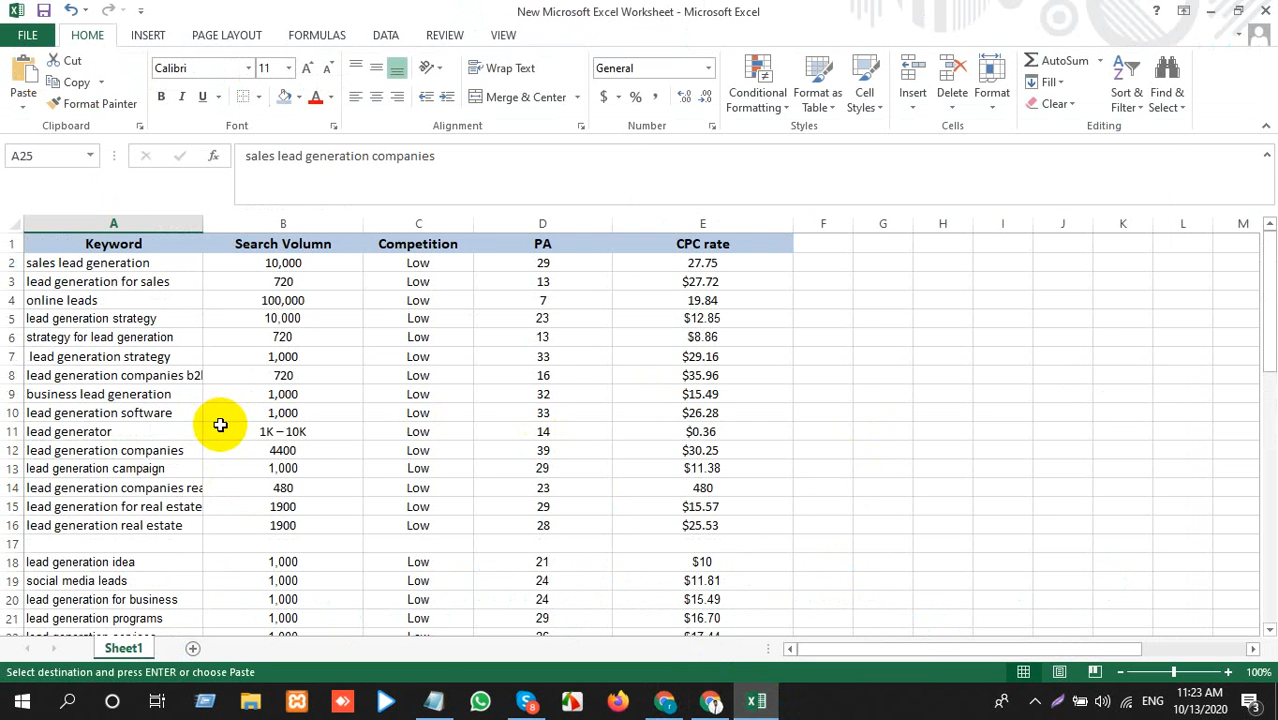 New Microsoft Excel Worksheet - Microsoft Excel
FILE HOME INSERT PAGE LAYOUT FORMULAS DATA REVIEW VIEW
Cut
Copy
Format Painter
Paste
Clipboard
Calibri 11
B I U A
Font
Wrap Text
Merge & Center
Alignment
General
$ % ,
Number
Conditional Formatting
Format as Table
Cell Styles
Styles
Insert Delete Format
Cells
AutoSum
Fill
Clear
Sort & Filter
Find & Select
Editing
A25 fx sales lead generation companies
A B C D E F G H I J K L M
1 Keyword Search Volumn Competition PA CPC rate
2 sales lead generation 10,000 Low 29 27.75
3 lead generation for sales 720 Low 13 $27.72
4 online leads 100,000 Low 7 19.84
5 lead generation strategy 10,000 Low 23 $12.85
6 strategy for lead generation 720 Low 13 $8.86
7 lead generation strategy 1,000 Low 33 $29.16
8 lead generation companies 720 Low 16 $35.96
9 business lead generation 1,000 Low 32 $15.49
10 lead generation software 1,000 Low 33 $26.28
11 lead generator 1K – 10K Low 14 $0.36
12 lead generation companies 4400 Low 39 $30.25
13 lead generation campaign 1,000 Low 29 $11.38
14 lead generation companies rea 480 Low 23 480
15 lead generation for real estate 1900 Low 29 $15.57
16 lead generation real estate 1900 Low 28 $25.53
17
18 lead generation idea 1,000 Low 21 $10
19 social media leads 1,000 Low 24 $11.81
20 lead generation for business 1,000 Low 24 $15.49
21 lead generation programs 1,000 Low 29 $16.70
Sheet1
Select destination and press ENTER or choose Paste 100%
ENG 11:23 AM
10/13/2020